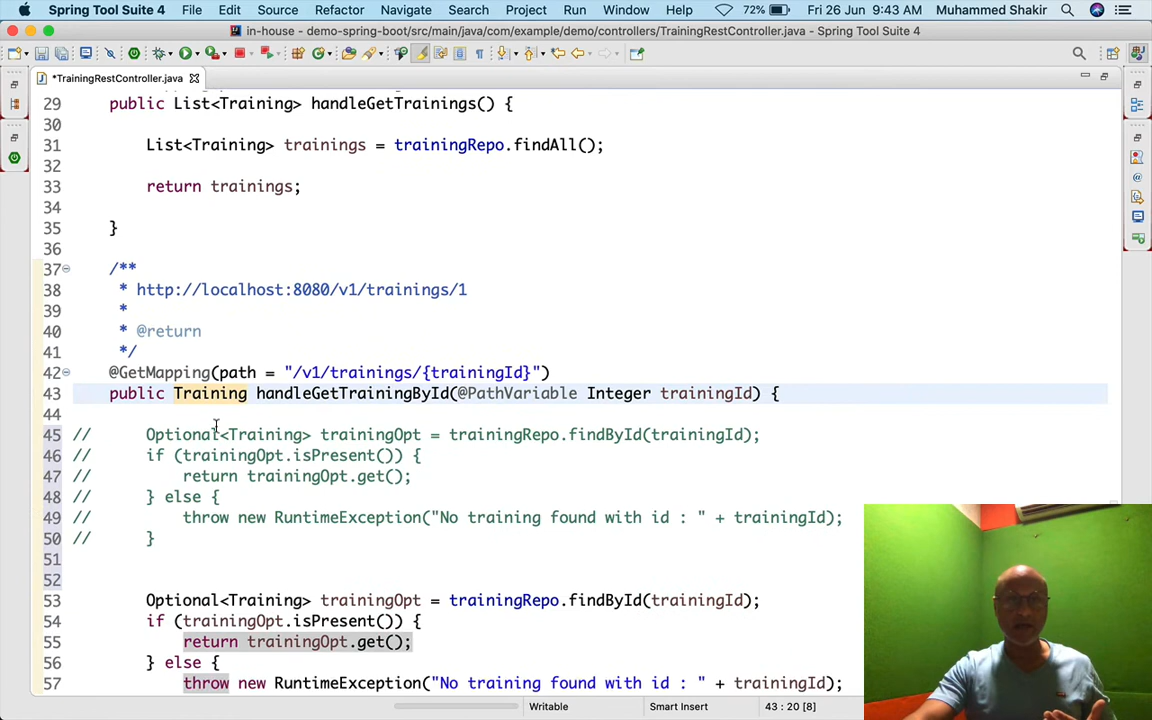 Spring Tool Suite 4 File Edit Source Refactor Navigate Search Project Run Window Help 72% Fri 26 Jun 9:43 AM Muhammed Shakir
in-house - demo-spring-boot/src/main/java/com/example/demo/controllers/TrainingRestController.java - Spring Tool Suite 4
*TrainingRestController.java
29 public List<Training> handleGetTrainings() {
30
31 List<Training> trainings = trainingRepo.findAll();
32
33 return trainings;
34
35 }
36
37 /**
38 * http://localhost:8080/v1/trainings/1
39 *
40 * @return
41 */
42 @GetMapping(path = "/v1/trainings/{trainingId}")
43 public Training handleGetTrainingById(@PathVariable Integer trainingId) {
44
45 // Optional<Training> trainingOpt = trainingRepo.findById(trainingId);
46 // if (trainingOpt.isPresent()) {
47 // return trainingOpt.get();
48 // } else {
49 // throw new RuntimeException("No training found with id : " + trainingId);
50 // }
51
52
53 Optional<Training> trainingOpt = trainingRepo.findById(trainingId);
54 if (trainingOpt.isPresent()) {
55 return trainingOpt.get();
56 } else {
57 throw new RuntimeException("No training found with id : " + trainingId);
Writable Smart Insert 43 : 20 [8]